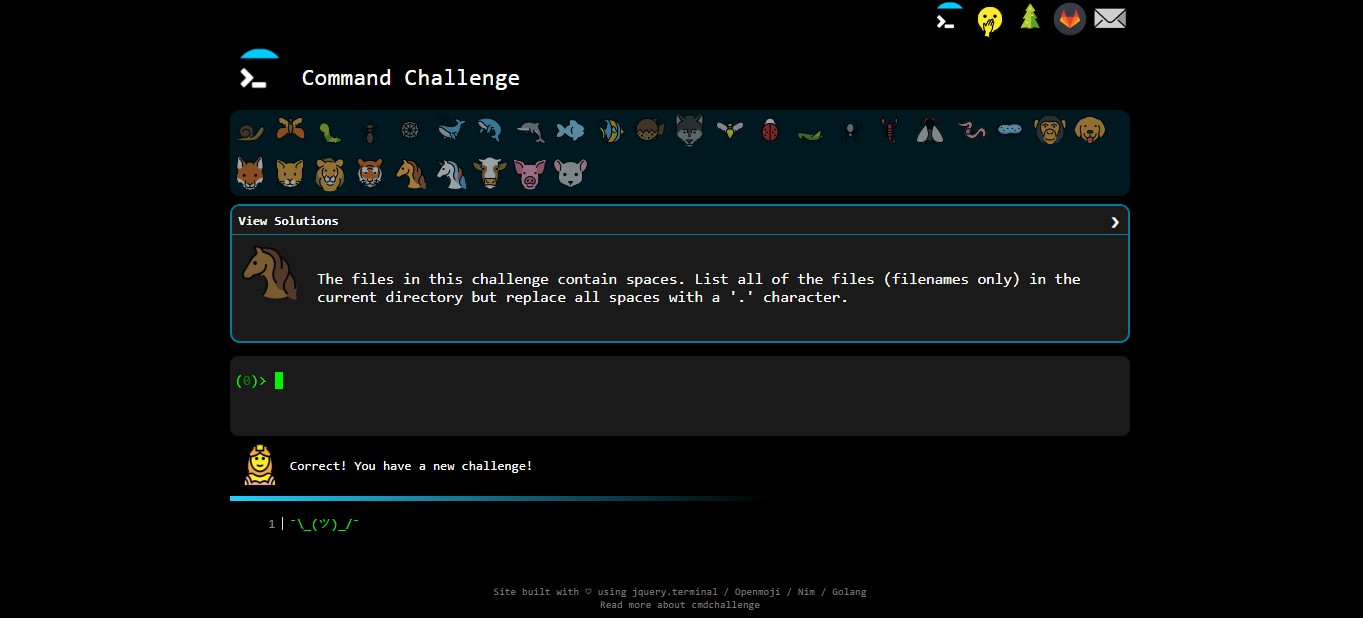 Command Challenge
View Solutions
The files in this challenge contain spaces. List all of the files (filenames only) in the
current directory but replace all spaces with a '.' character.
(0)>
Correct! You have a new challenge!
1 ¯\_(ツ)_/¯
Site built with ♡ using jquery.terminal / Openmoji / Nim / Golang
Read more about cmdchallenge